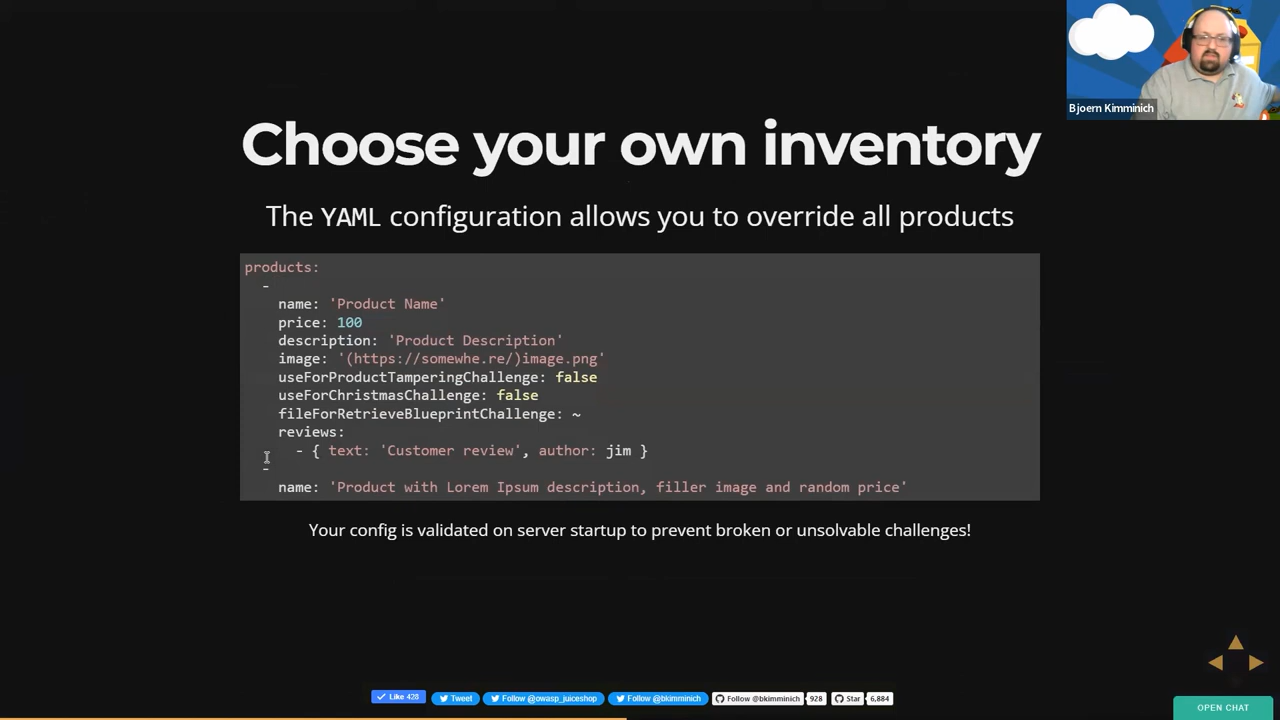 Bjoern Kimminich
Choose your own inventory
The YAML configuration allows you to override all products
products:
-
name: 'Product Name'
price: 100
description: 'Product Description'
image: '(https://somewhe.re/)image.png'
useForProductTamperingChallenge: false
useForChristmasChallenge: false
fileForRetrieveBlueprintChallenge: ~
reviews:
- { text: 'Customer review', author: jim }
-
name: 'Product with Lorem Ipsum description, filler image and random price'
Your config is validated on server startup to prevent broken or unsolvable challenges!
Like 428 Tweet Follow @owasp_juiceshop Follow @bkimminich Follow @bkimminich 928 Star 6,884
OPEN CHAT